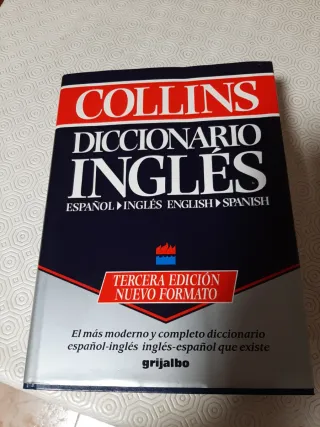 COLLINS
DICCIONARIO
INGLÉS
ESPAÑOL▶INGLÉS ENGLISH▶SPANISH
TERCERA EDICIÓN
NUEVO FORMATO
El más moderno y completo diccionario
español-inglés inglés-español que existe
grijalbo